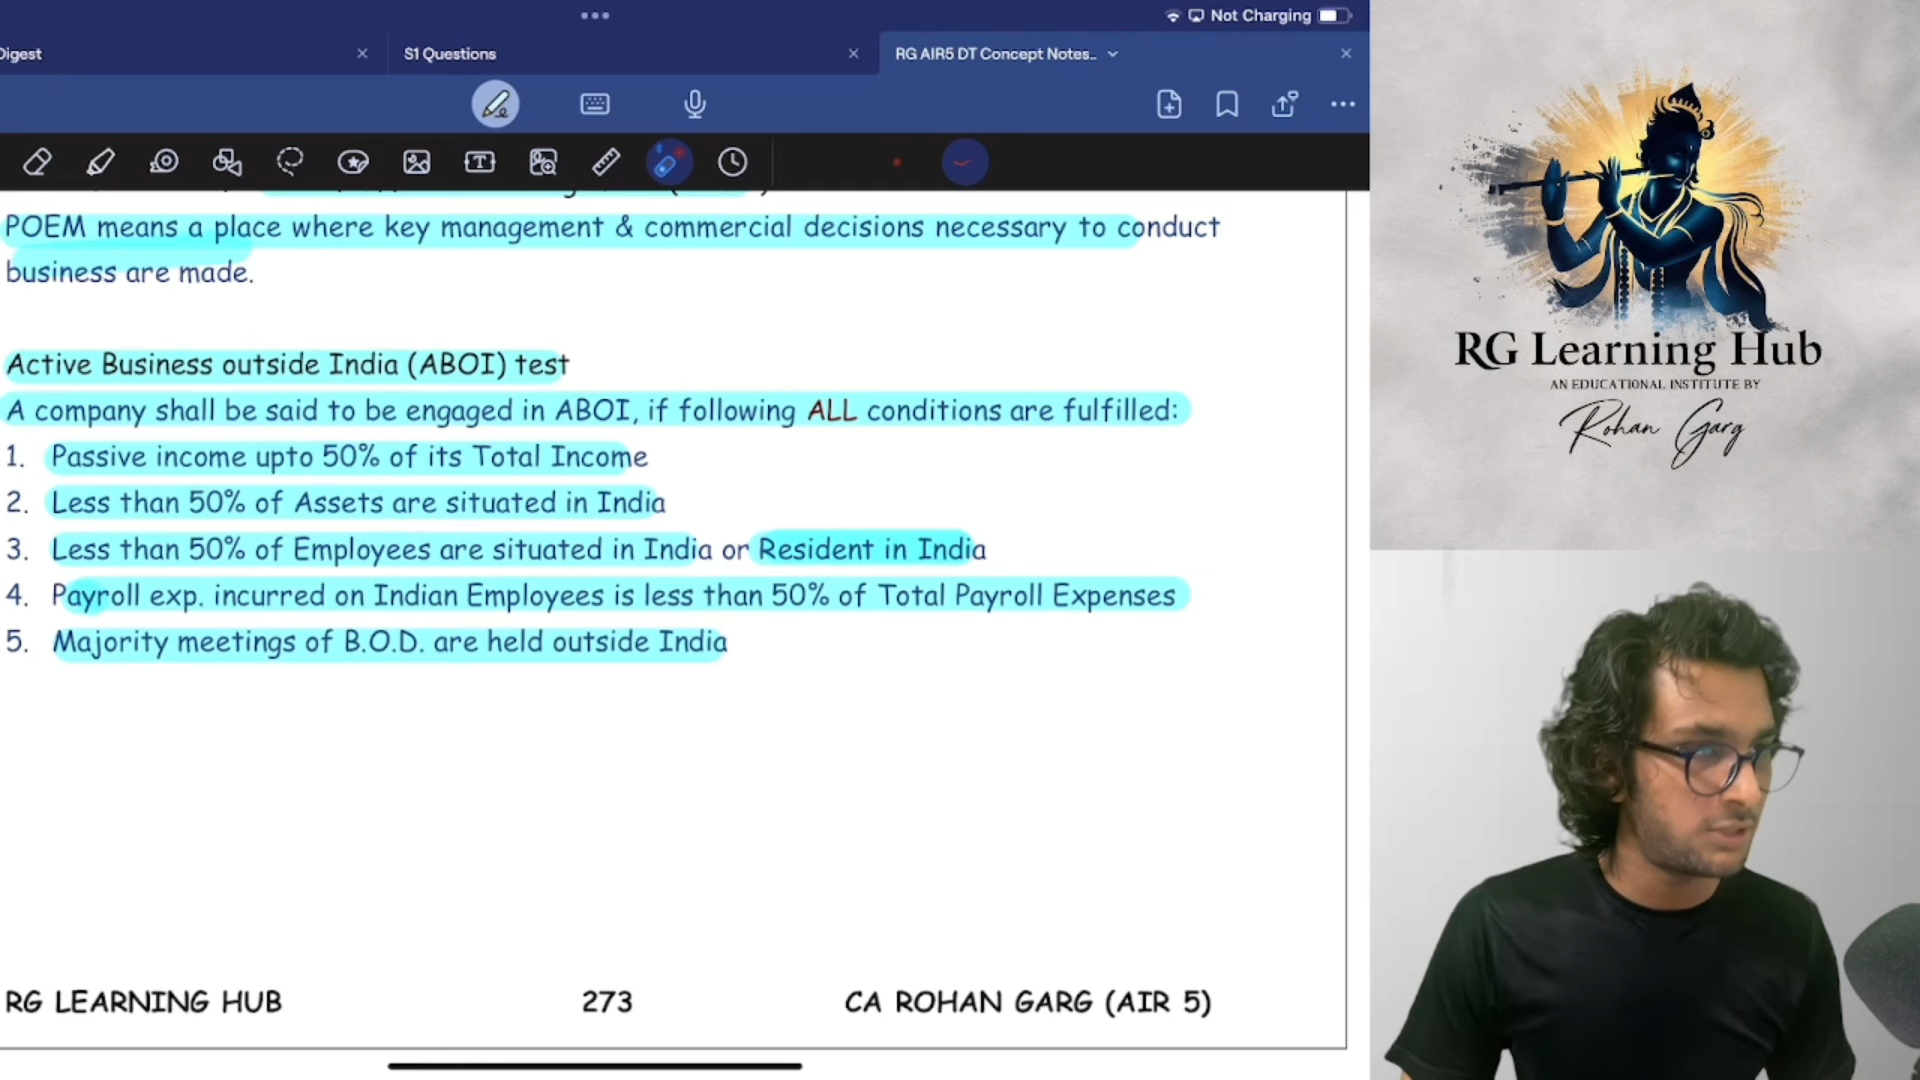 Not Charging
Digest
S1 Questions
RG AIR5 DT Concept Notes..
POEM means a place where key management & commercial decisions necessary to conduct
business are made.
Active Business outside India (ABOI) test
A company shall be said to be engaged in ABOI, if following ALL conditions are fulfilled:
1. Passive income upto 50% of its Total Income
2. Less than 50% of Assets are situated in India
3. Less than 50% of Employees are situated in India or Resident in India
4. Payroll exp. incurred on Indian Employees is less than 50% of Total Payroll Expenses
5. Majority meetings of B.O.D. are held outside India
RG LEARNING HUB 273 CA ROHAN GARG (AIR 5)
RG Learning Hub
AN EDUCATIONAL INSTITUTE BY
Rohan Garg